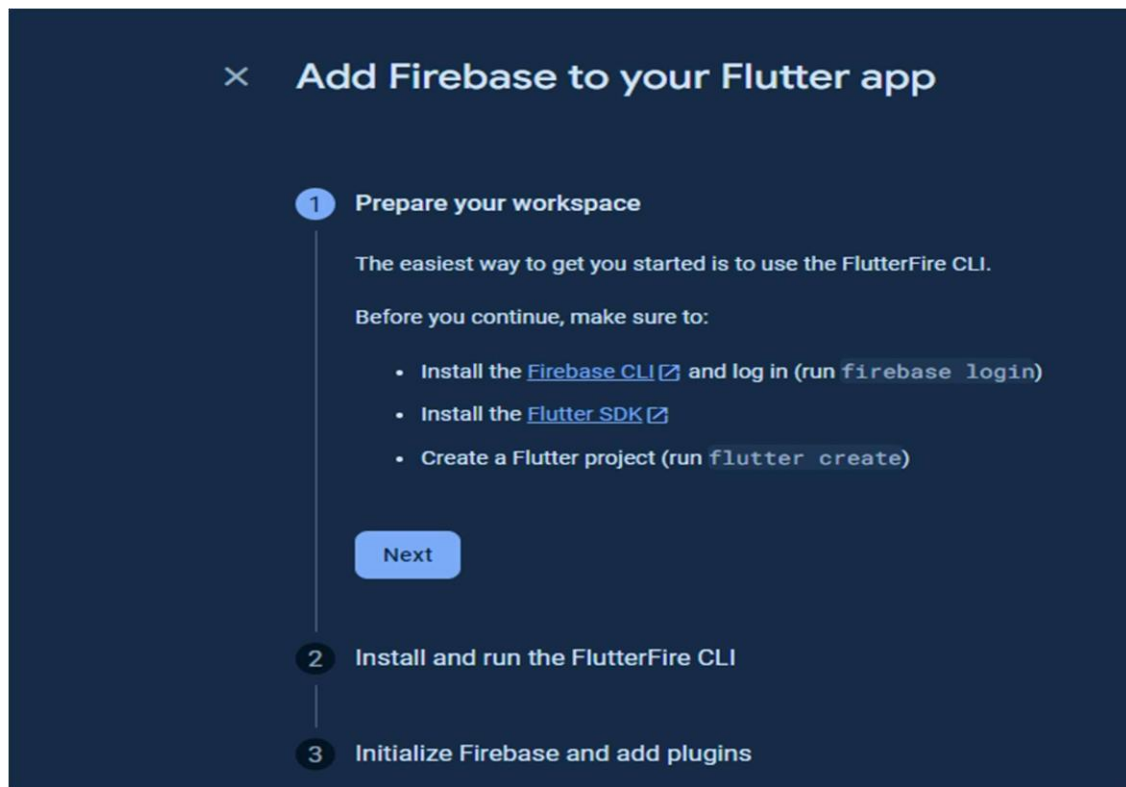 Add Firebase to your Flutter app
1 Prepare your workspace
The easiest way to get you started is to use the FlutterFire CLI.
Before you continue, make sure to:
• Install the Firebase CLI and log in (run firebase login)
• Install the Flutter SDK
• Create a Flutter project (run flutter create)
Next
2 Install and run the FlutterFire CLI
3 Initialize Firebase and add plugins